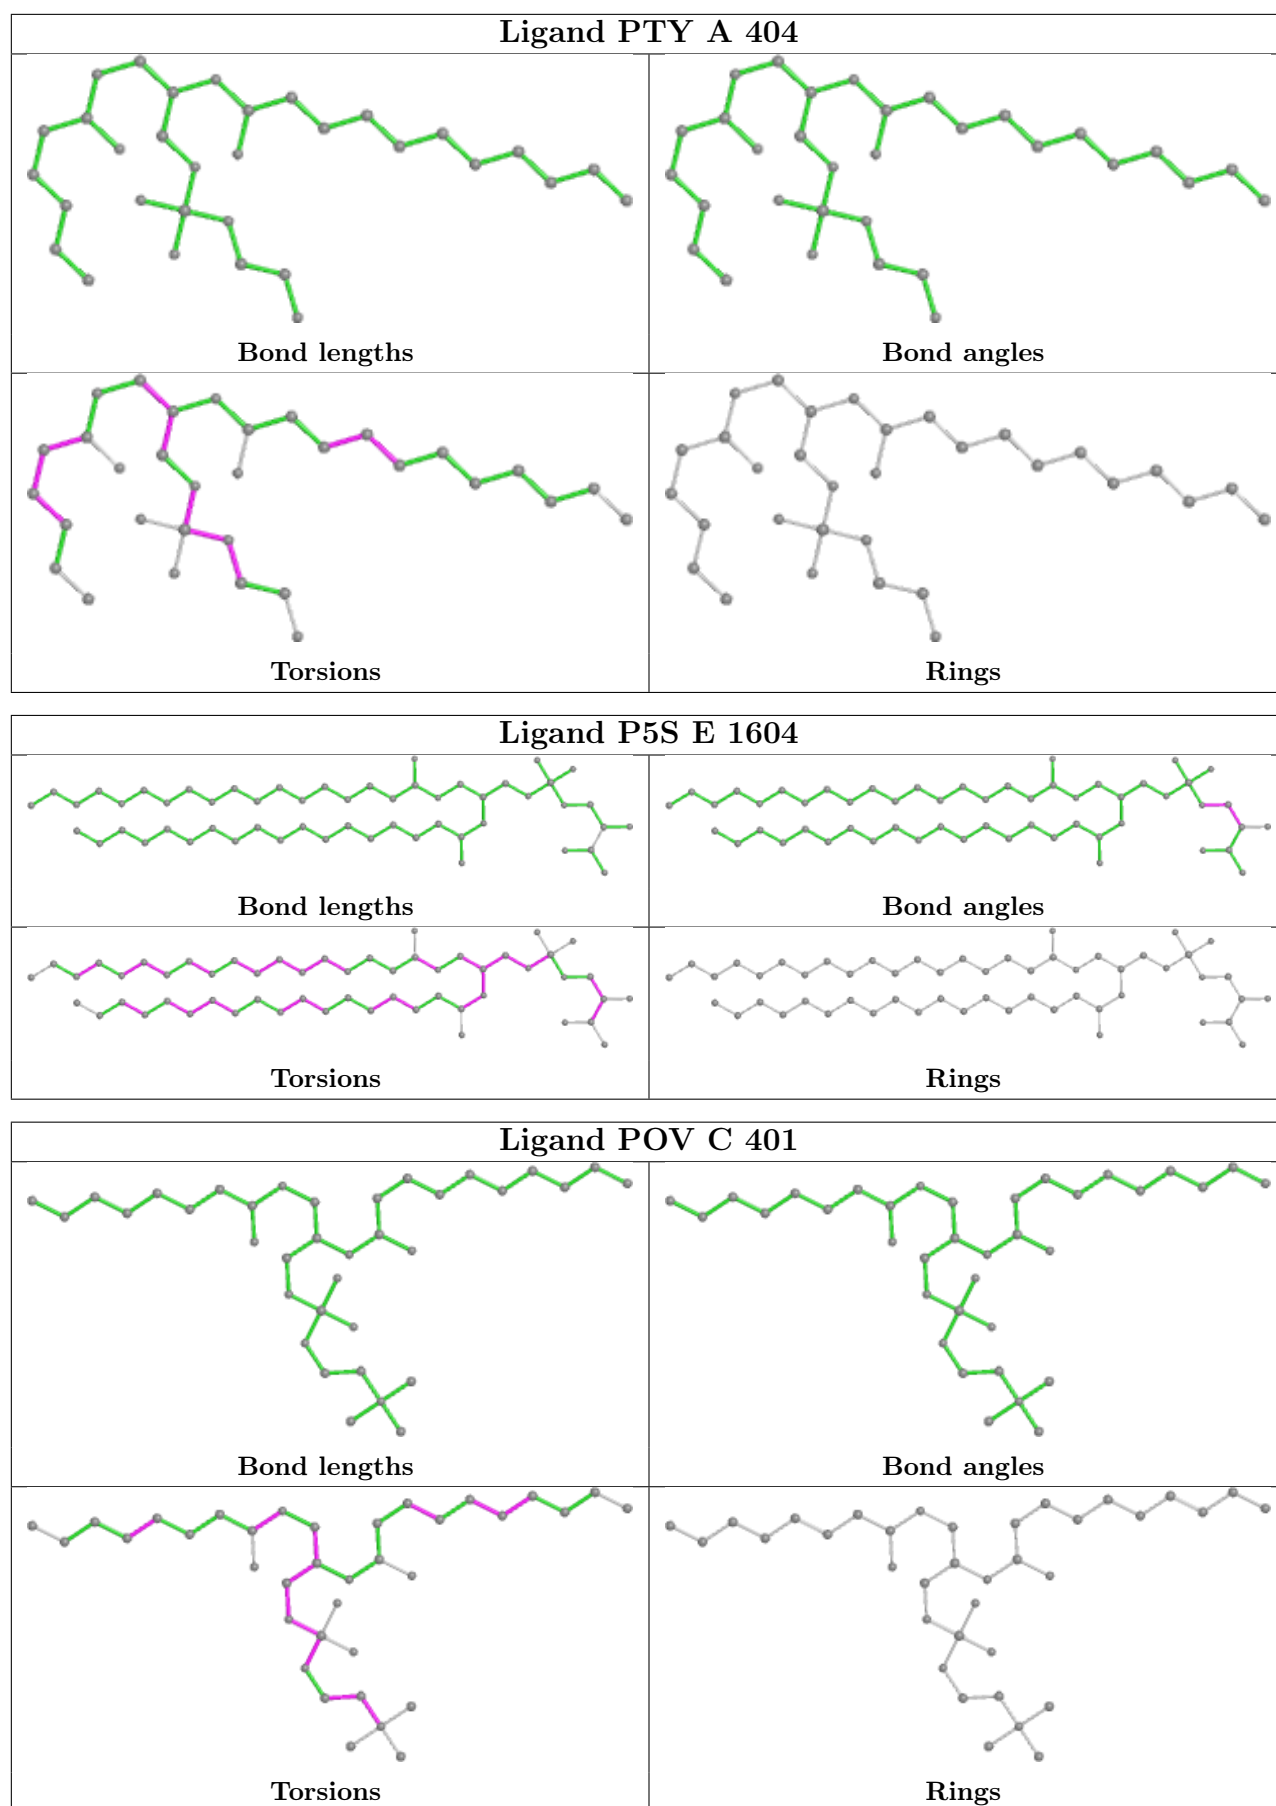 Ligand PTY A 404
Bond lengths
Bond angles
Torsions
Rings
Ligand P5S E 1604
Bond lengths
Bond angles
Torsions
Rings
Ligand POV C 401
Bond lengths
Bond angles
Torsions
Rings